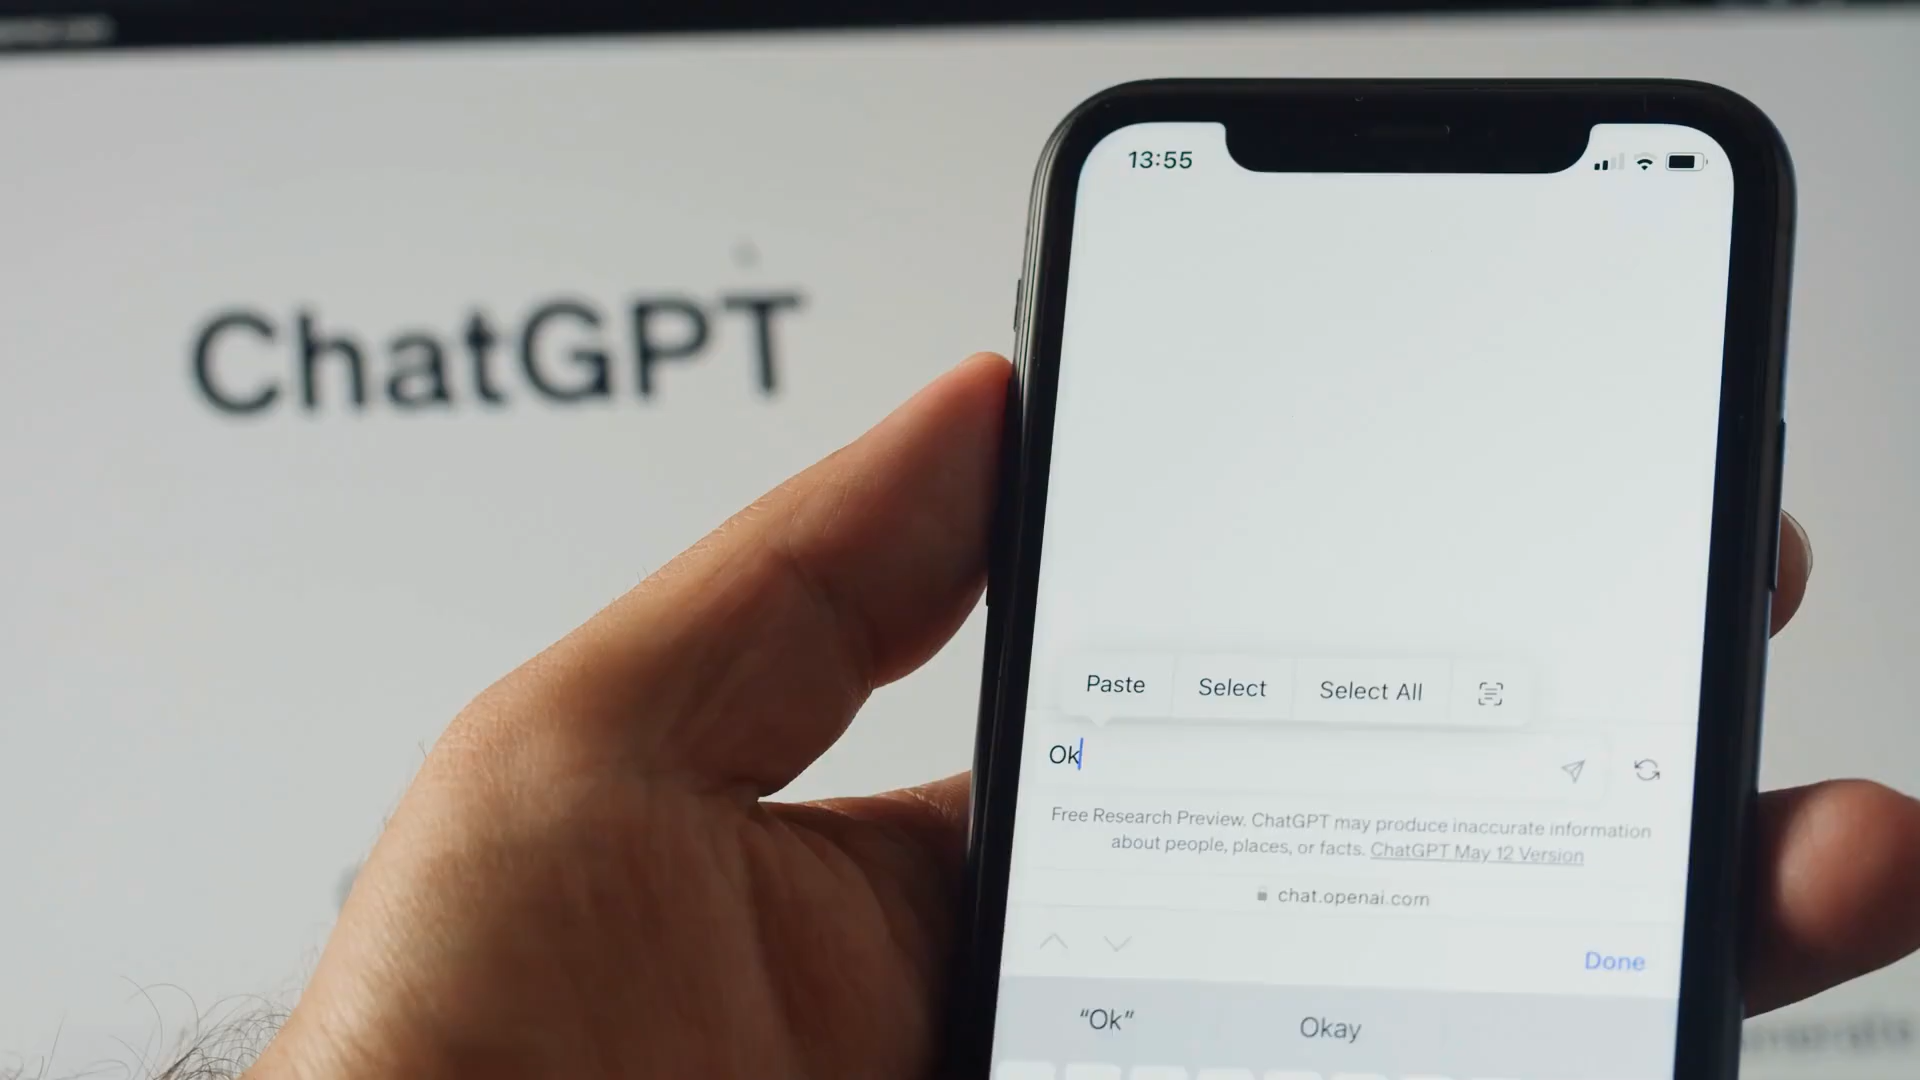 ChatGPT
13:55
Paste Select Select All
Ok
Free Research Preview. ChatGPT may produce inaccurate information
about people, places, or facts. ChatGPT May 12 Version
chat.openai.com
Done
“Ok” Okay